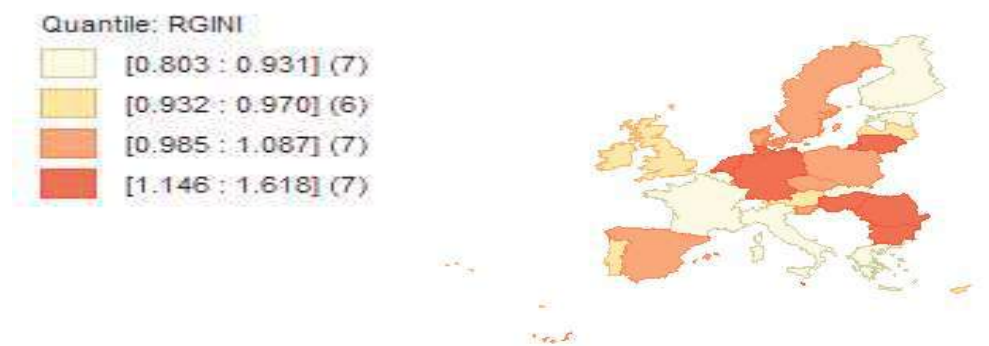 Quantile: RGINI
[0.803 : 0.931] (7)
[0.932 : 0.970] (6)
[0.985 : 1.087] (7)
[1.146 : 1.618] (7)